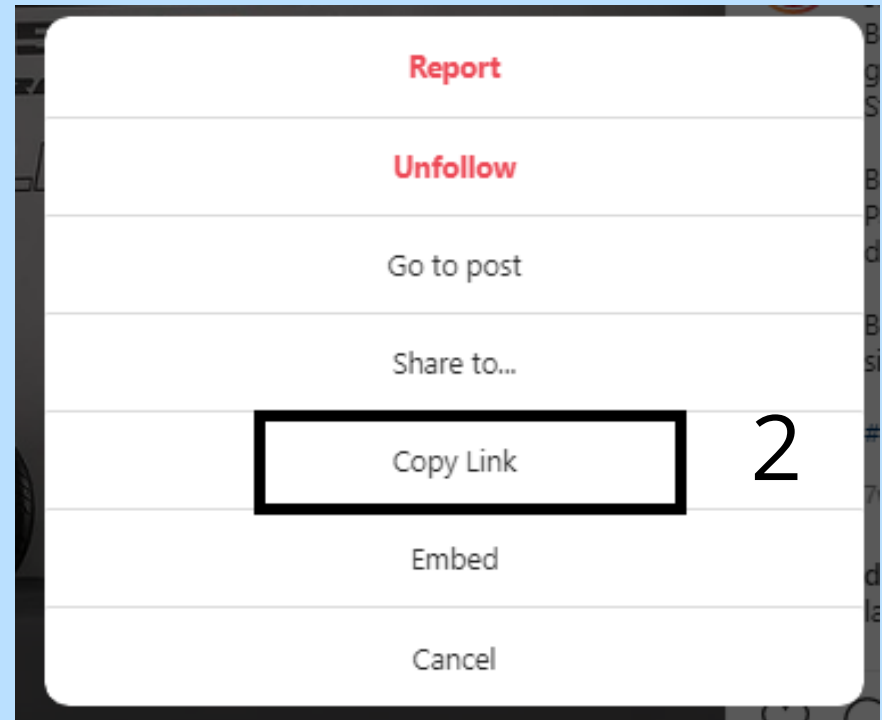 Report
Unfollow
Go to post
Share to...
Copy Link
2
Embed
Cancel